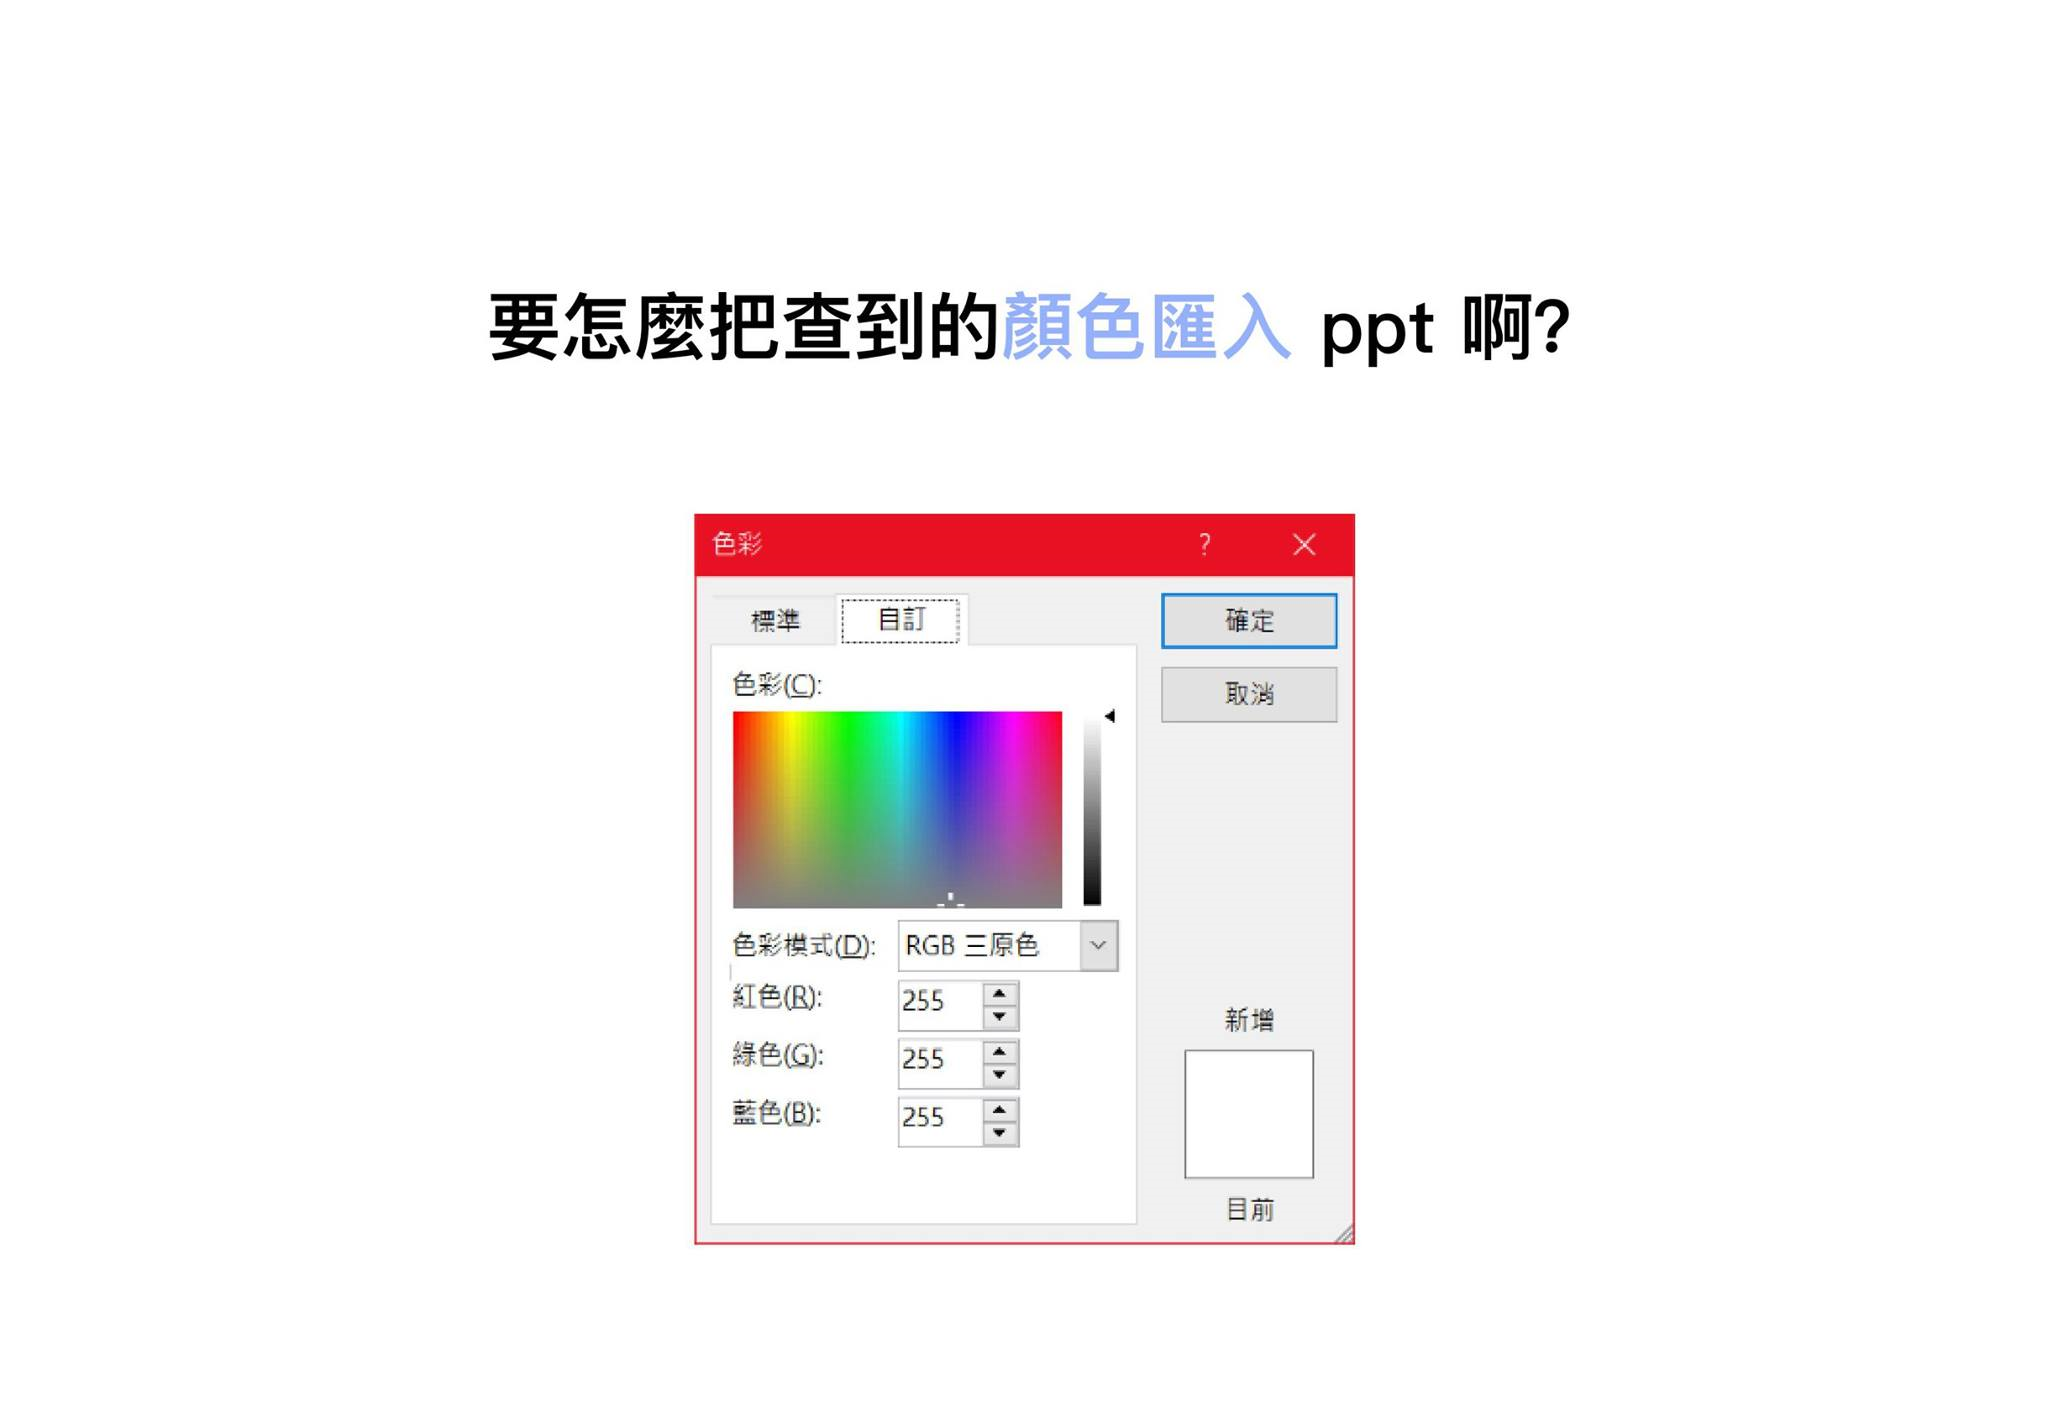 要怎麼把查到的顏色匯入 ppt 啊?
色彩
?
標準
自訂
確定
取消
色彩(C):
色彩模式(D):
RGB 三原色
紅色(R):
255
綠色(G):
255
藍色(B):
255
新增
目前